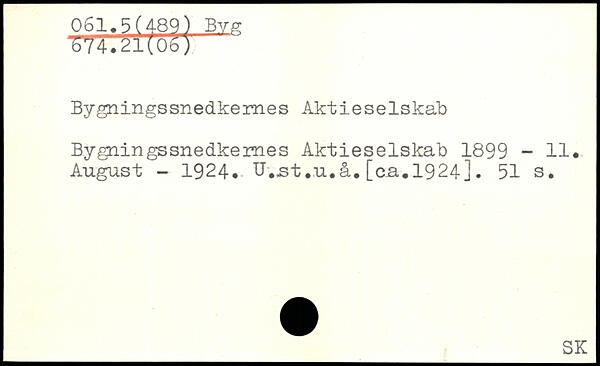 061.5(489) Byg
674.21(06)
Bygningssnedkernes Aktieselskab
Bygningssnedkernes Aktieselskab 1899 - 11.
August - 1924. U.st.u.å.[ca.1924]. 51 s.
SK